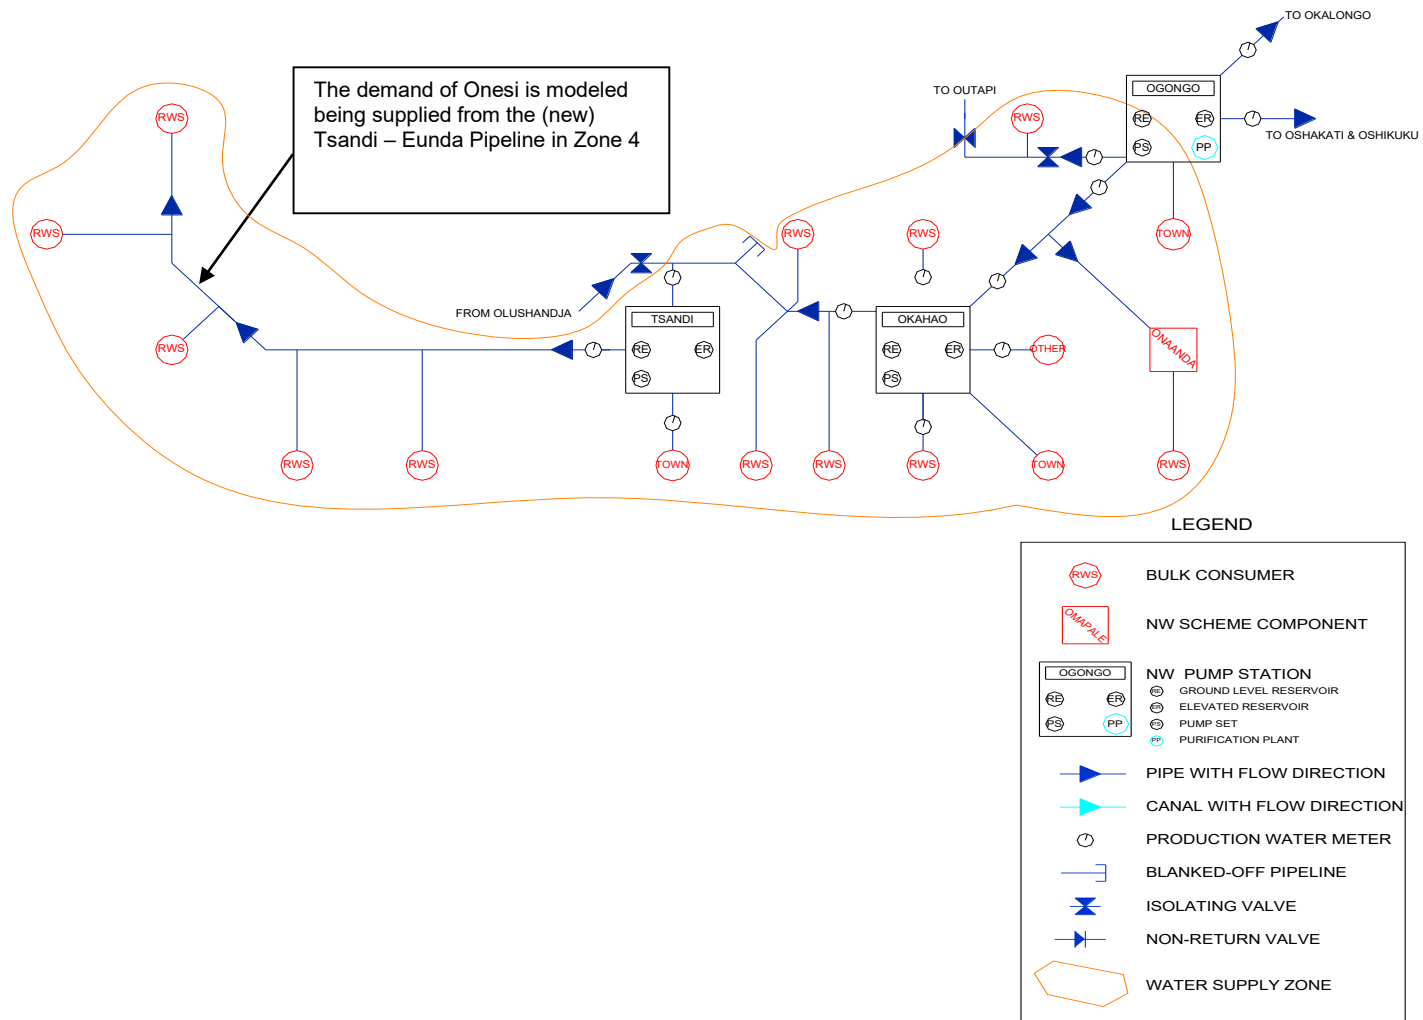 TO OKALONGO
The demand of Onesi is modeled
being supplied from the (new)
Tsandi – Eunda Pipeline in Zone 4
TO OUTAPI
OGONGO
RE
ER
PS
PP
TO OSHAKATI & OSHIKUKU
RWS
RWS
RWS
RWS
RWS
TOWN
FROM OLUSHANDJA
TSANDI
RE
ER
PS
OKAHAO
RE
ER
PS
OTHER
ONAANDA
RWS
RWS
RWS
TOWN
RWS
RWS
RWS
TOWN
RWS
LEGEND
RWS
BULK CONSUMER
OMAPALE
NW SCHEME COMPONENT
OGONGO
RE
ER
PS
PP
NW PUMP STATION
RE GROUND LEVEL RESERVOIR
ER ELEVATED RESERVOIR
PS PUMP SET
PP PURIFICATION PLANT
PIPE WITH FLOW DIRECTION
CANAL WITH FLOW DIRECTION
PRODUCTION WATER METER
BLANKED-OFF PIPELINE
ISOLATING VALVE
NON-RETURN VALVE
WATER SUPPLY ZONE